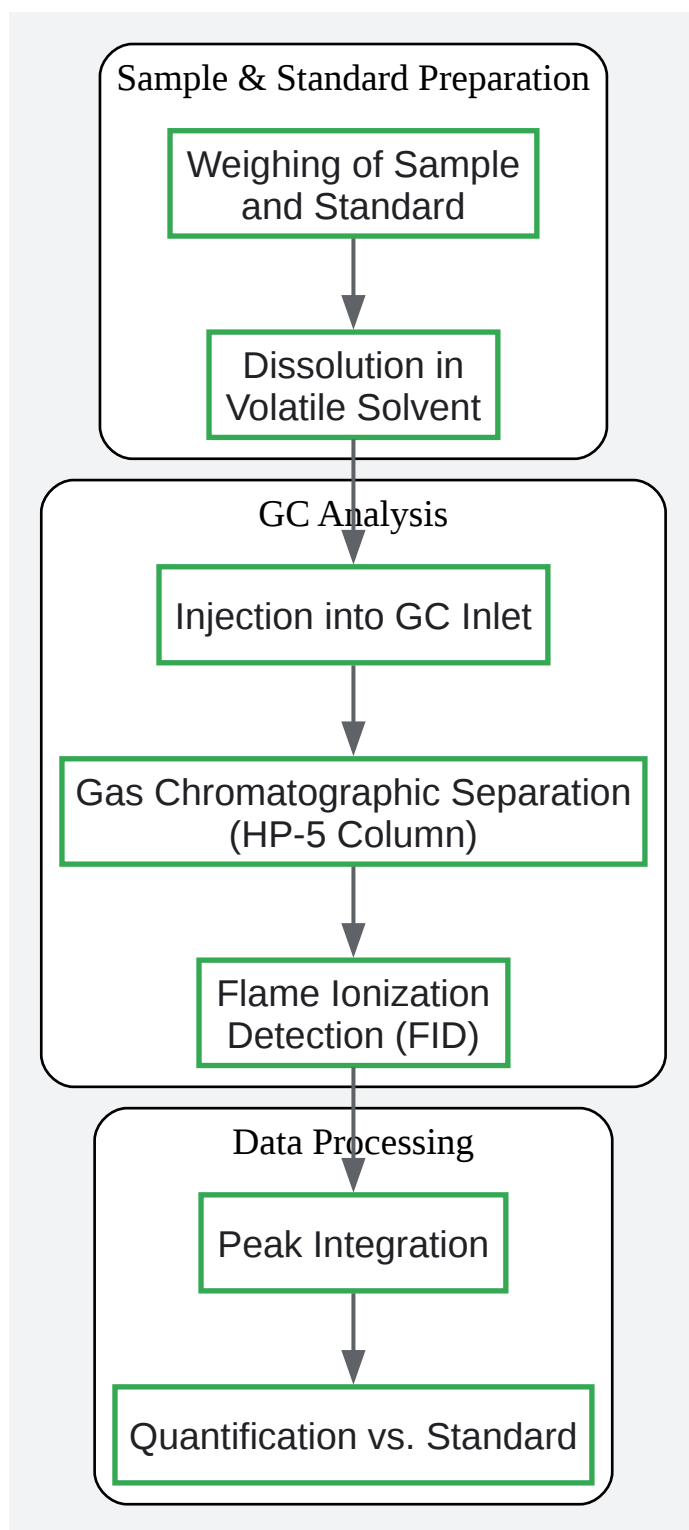 Sample & Standard Preparation
Weighing of Sample
and Standard
Dissolution in
Volatile Solvent
GC Analysis
Injection into GC Inlet
Gas Chromatographic Separation
(HP-5 Column)
Flame Ionization
Detection (FID)
Data Processing
Peak Integration
Quantification vs. Standard